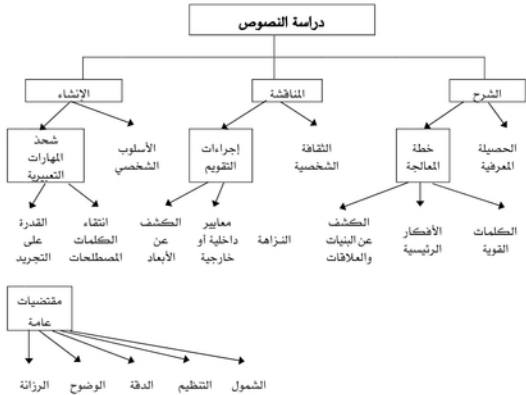 دراسة النصوص
الشرح
المناقشة
الإنشاء
الحصيلة
المعرفية
خطة
المعالجة
الثقافة
الشخصية
إجراءات
التقويم
الأسلوب
الشخصي
شحذ
المهارات
التعبيرية
الكلمات
القوية
الأفكار
الرئيسية
الكشف
عن البنيات
والعلاقات
النزاهة
معايير
داخلية أو
خارجية
الكشف
عن
الأبعاد
انتقاء
الكلمات
المصطلحات
القدرة
على
التجريد
مقتضيات
عامة
الشمول
التنظيم
الدقة
الوضوح
الرزانة